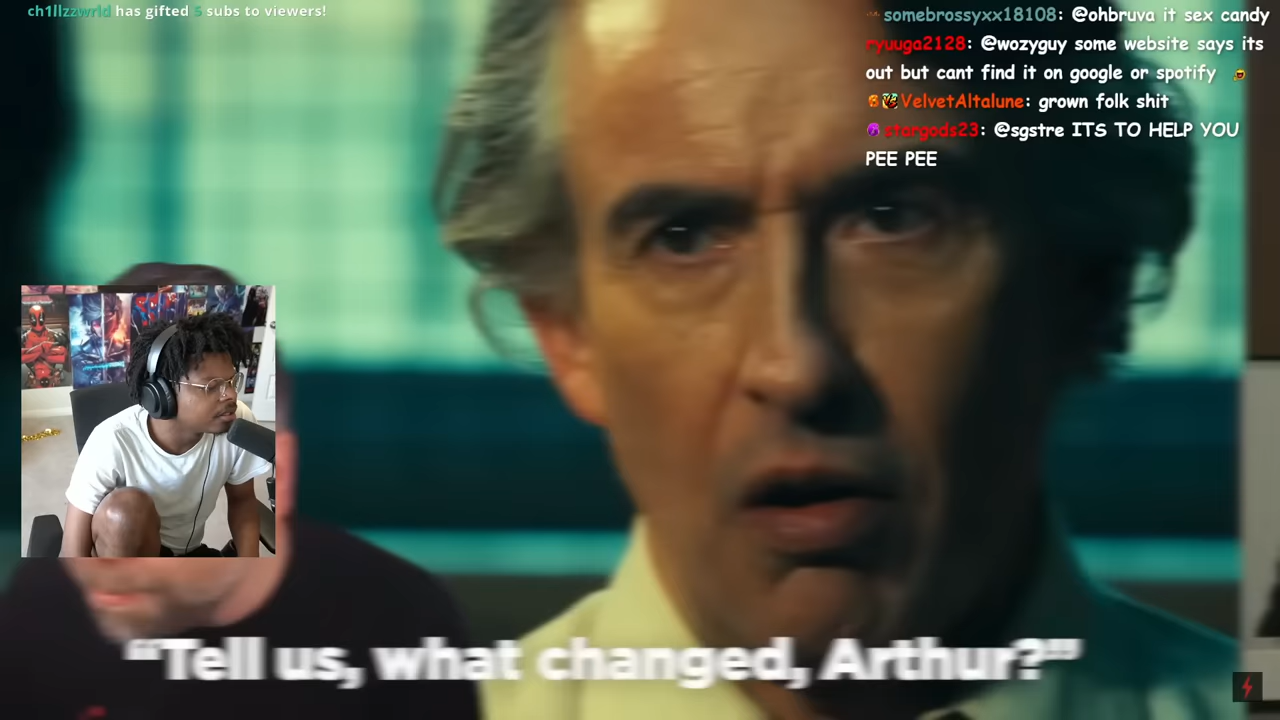 ch1llzzwrld has gifted 5 subs to viewers!
somebrossyxx18108: @ohbruva it sex candy
ryuuga2128: @wozyguy some website says its
out but cant find it on google or spotify
VelvetAltalune: grown folk shit
stargods23: @sgstre ITS TO HELP YOU
PEE PEE
“Tell us, what changed, Arthur?”